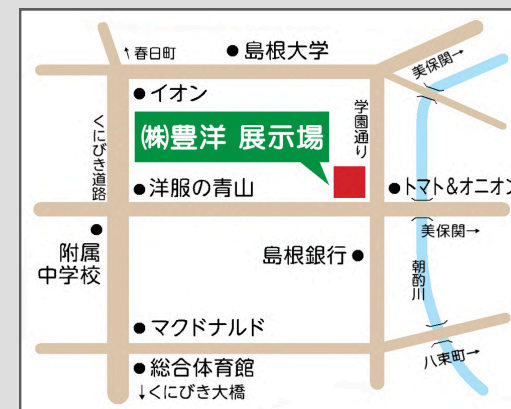 ↑春日町
島根大学
美保関→
イオン
くにびき道路
学園通り
㈱豊洋 展示場
洋服の青山
トマト&オニオン
美保関→
附属
中学校
島根銀行
朝酌川
マクドナルド
八束町→
総合体育館
↓くにびき大橋